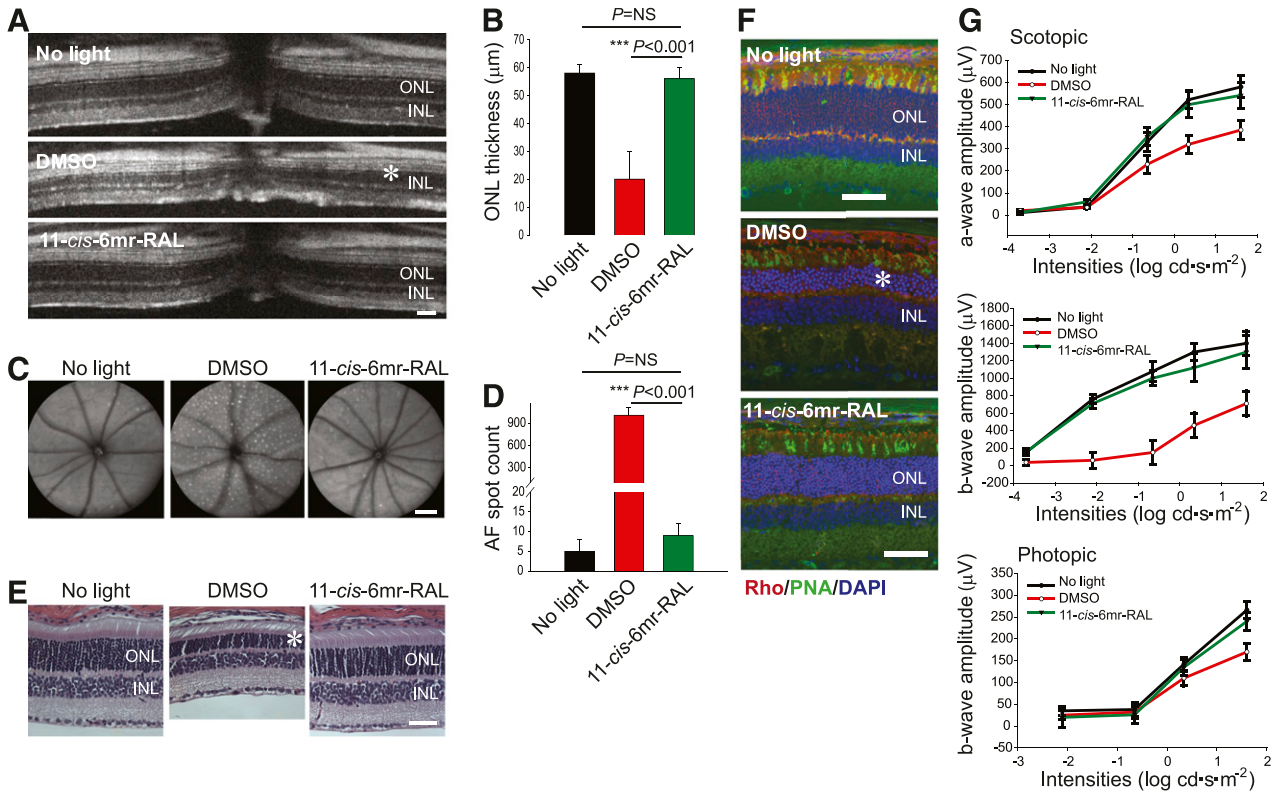 A
No light
ONL
INL
DMSO
*
INL
11-cis-6mr-RAL
ONL
INL
B
P=NS
*** P<0.001
ONL thickness (µm)
70
60
50
40
30
20
10
0
No light
DMSO
11-cis-6mr-RAL
C
No light
DMSO
11-cis-6mr-RAL
D
P=NS
*** P<0.001
AF spot count
900
600
300
20
15
10
5
0
No light
DMSO
11-cis-6mr-RAL
E
No light
DMSO
11-cis-6mr-RAL
ONL
INL
*
ONL
INL
F
No light
ONL
INL
DMSO
*
INL
11-cis-6mr-RAL
ONL
INL
Rho/PNA/DAPI
G
Scotopic
No light
DMSO
11-cis-6mr-RAL
a-wave amplitude (µV)
700
600
500
400
300
200
100
0
-4 -3 -2 -1 0 1 2
Intensities (log cd·s·m-2)
No light
DMSO
11-cis-6mr-RAL
b-wave amplitude (µV)
1800
1600
1400
1200
1000
800
600
400
200
0
-200
-4 -3 -2 -1 0 1 2
Intensities (log cd·s·m-2)
Photopic
No light
DMSO
11-cis-6mr-RAL
b-wave amplitude (µV)
350
300
250
200
150
100
50
0
-50
-3 -2 -1 0 1 2
Intensities (log cd·s·m-2)